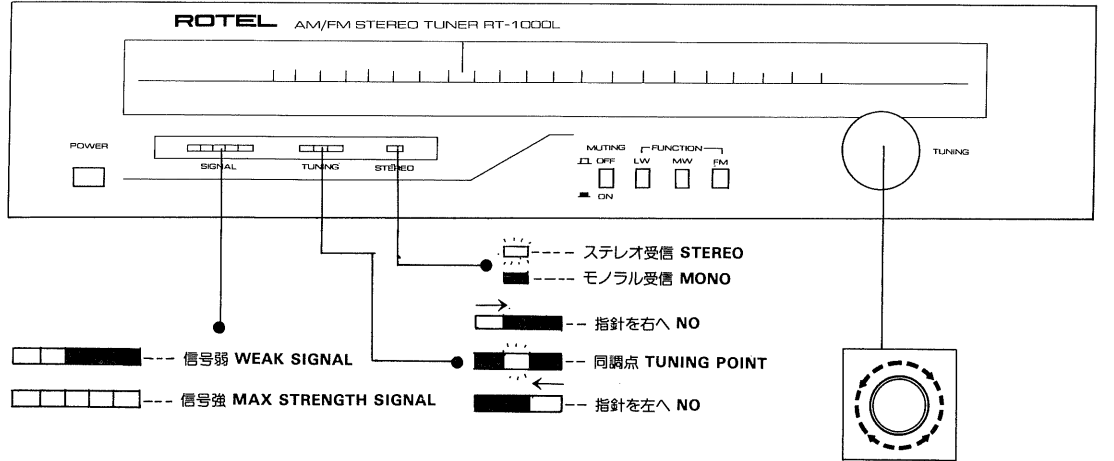 ROTEL AM/FM STEREO TUNER RT-1000L
POWER
SIGNAL
TUNING
STEREO
MUTING
OFF
ON
FUNCTION
LW MW FM
TUNING
ステレオ受信 STEREO
モノラル受信 MONO
指針を右へ NO
同調点 TUNING POINT
指針を左へ NO
信号弱 WEAK SIGNAL
信号強 MAX STRENGTH SIGNAL